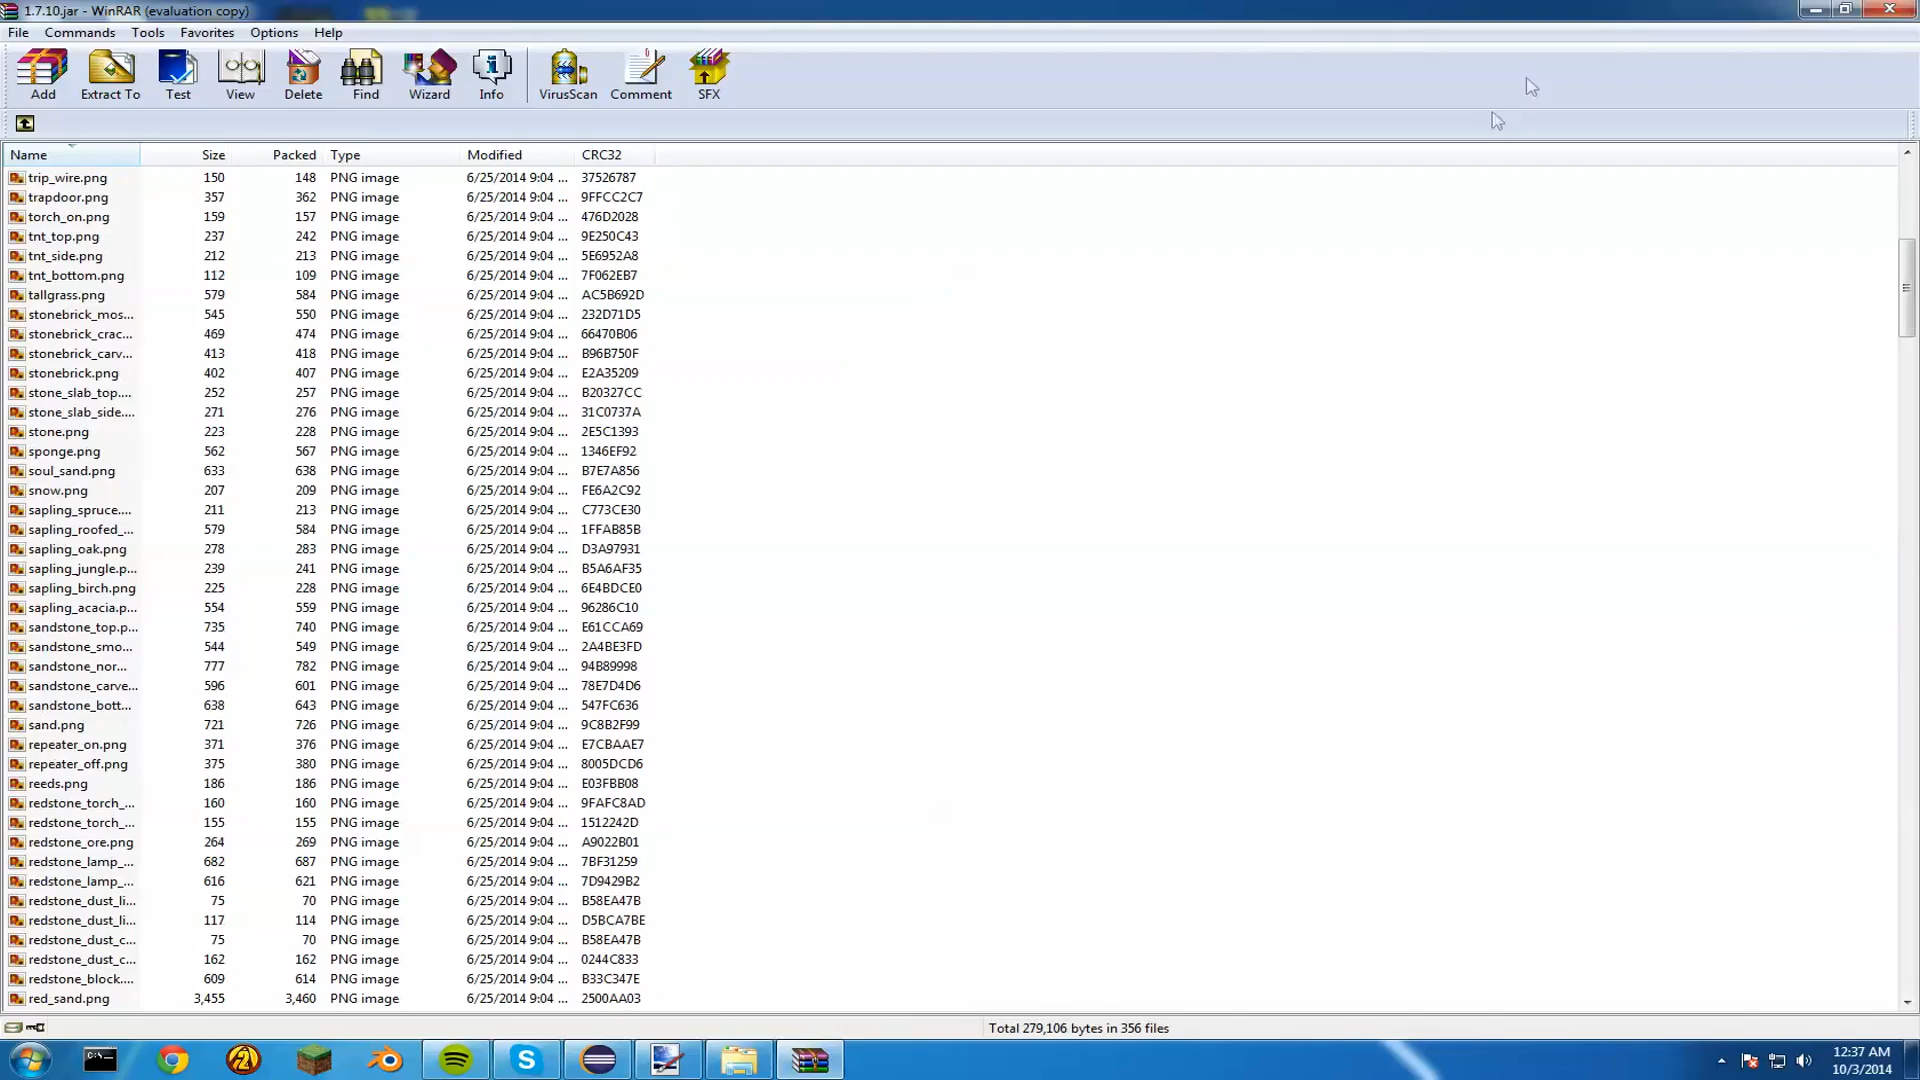 1.7.10.jar - WinRAR (evaluation copy)
File Commands Tools Favorites Options Help
Add Extract To Test View Delete Find Wizard Info VirusScan Comment SFX
Name Size Packed Type Modified CRC32
trip_wire.png 150 148 PNG image 6/25/2014 9:04 ... 37526787
trapdoor.png 357 362 PNG image 6/25/2014 9:04 ... 9FFCC2C7
torch_on.png 159 157 PNG image 6/25/2014 9:04 ... 476D2028
tnt_top.png 237 242 PNG image 6/25/2014 9:04 ... 9E250C43
tnt_side.png 212 213 PNG image 6/25/2014 9:04 ... 5E6952A8
tnt_bottom.png 112 109 PNG image 6/25/2014 9:04 ... 7F062EB7
tallgrass.png 579 584 PNG image 6/25/2014 9:04 ... AC5B692D
stonebrick_mos... 545 550 PNG image 6/25/2014 9:04 ... 232D71D5
stonebrick_crac... 469 474 PNG image 6/25/2014 9:04 ... 66470B06
stonebrick_carv... 413 418 PNG image 6/25/2014 9:04 ... B96B750F
stonebrick.png 402 407 PNG image 6/25/2014 9:04 ... E2A35209
stone_slab_top.... 252 257 PNG image 6/25/2014 9:04 ... B20327CC
stone_slab_side.... 271 276 PNG image 6/25/2014 9:04 ... 31C0737A
stone.png 223 228 PNG image 6/25/2014 9:04 ... 2E5C1393
sponge.png 562 567 PNG image 6/25/2014 9:04 ... 1346EF92
soul_sand.png 633 638 PNG image 6/25/2014 9:04 ... B7E7A856
snow.png 207 209 PNG image 6/25/2014 9:04 ... FE6A2C92
sapling_spruce.... 211 213 PNG image 6/25/2014 9:04 ... C773CE30
sapling_roofed_... 579 584 PNG image 6/25/2014 9:04 ... 1FFAB85B
sapling_oak.png 278 283 PNG image 6/25/2014 9:04 ... D3A97931
sapling_jungle.p... 239 241 PNG image 6/25/2014 9:04 ... B5A6AF35
sapling_birch.png 225 228 PNG image 6/25/2014 9:04 ... 6E4BDCE0
sapling_acacia.p... 554 559 PNG image 6/25/2014 9:04 ... 96286C10
sandstone_top.p... 735 740 PNG image 6/25/2014 9:04 ... E61CCA69
sandstone_smo... 544 549 PNG image 6/25/2014 9:04 ... 2A4BE3FD
sandstone_nor... 777 782 PNG image 6/25/2014 9:04 ... 94B89998
sandstone_carve... 596 601 PNG image 6/25/2014 9:04 ... 78E7D4D6
sandstone_bott... 638 643 PNG image 6/25/2014 9:04 ... 547FC636
sand.png 721 726 PNG image 6/25/2014 9:04 ... 9C8B2F99
repeater_on.png 371 376 PNG image 6/25/2014 9:04 ... E7CBAAE7
repeater_off.png 375 380 PNG image 6/25/2014 9:04 ... 8005DCD6
reeds.png 186 186 PNG image 6/25/2014 9:04 ... E03FBB08
redstone_torch_... 160 160 PNG image 6/25/2014 9:04 ... 9FAFC8AD
redstone_torch_... 155 155 PNG image 6/25/2014 9:04 ... 1512242D
redstone_ore.png 264 269 PNG image 6/25/2014 9:04 ... A9022B01
redstone_lamp_... 682 687 PNG image 6/25/2014 9:04 ... 7BF31259
redstone_lamp_... 616 621 PNG image 6/25/2014 9:04 ... 7D9429B2
redstone_dust_li... 75 70 PNG image 6/25/2014 9:04 ... B58EA47B
redstone_dust_li... 117 114 PNG image 6/25/2014 9:04 ... D5BCA7BE
redstone_dust_c... 75 70 PNG image 6/25/2014 9:04 ... B58EA47B
redstone_dust_c... 162 162 PNG image 6/25/2014 9:04 ... 0244C833
redstone_block.... 609 614 PNG image 6/25/2014 9:04 ... B33C347E
red_sand.png 3,455 3,460 PNG image 6/25/2014 9:04 ... 2500AA03
Total 279,106 bytes in 356 files
12:37 AM
10/3/2014